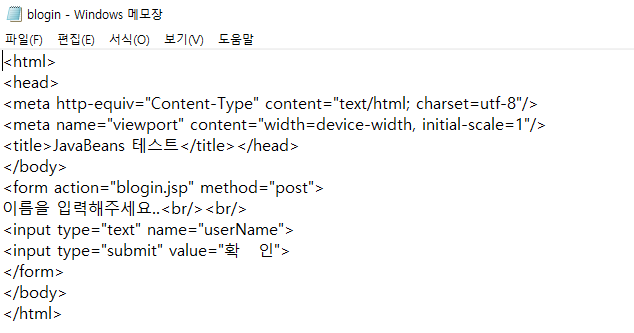 blogin - Windows 메모장
파일(F) 편집(E) 서식(O) 보기(V) 도움말
<html>
<head>
<meta http-equiv="Content-Type" content="text/html; charset=utf-8"/>
<meta name="viewport" content="width=device-width, initial-scale=1"/>
<title>JavaBeans 테스트</title></head>
</body>
<form action="blogin.jsp" method="post">
이름을 입력해주세요..<br/><br/>
<input type="text" name="userName">
<input type="submit" value="확   인">
</form>
</body>
</html>